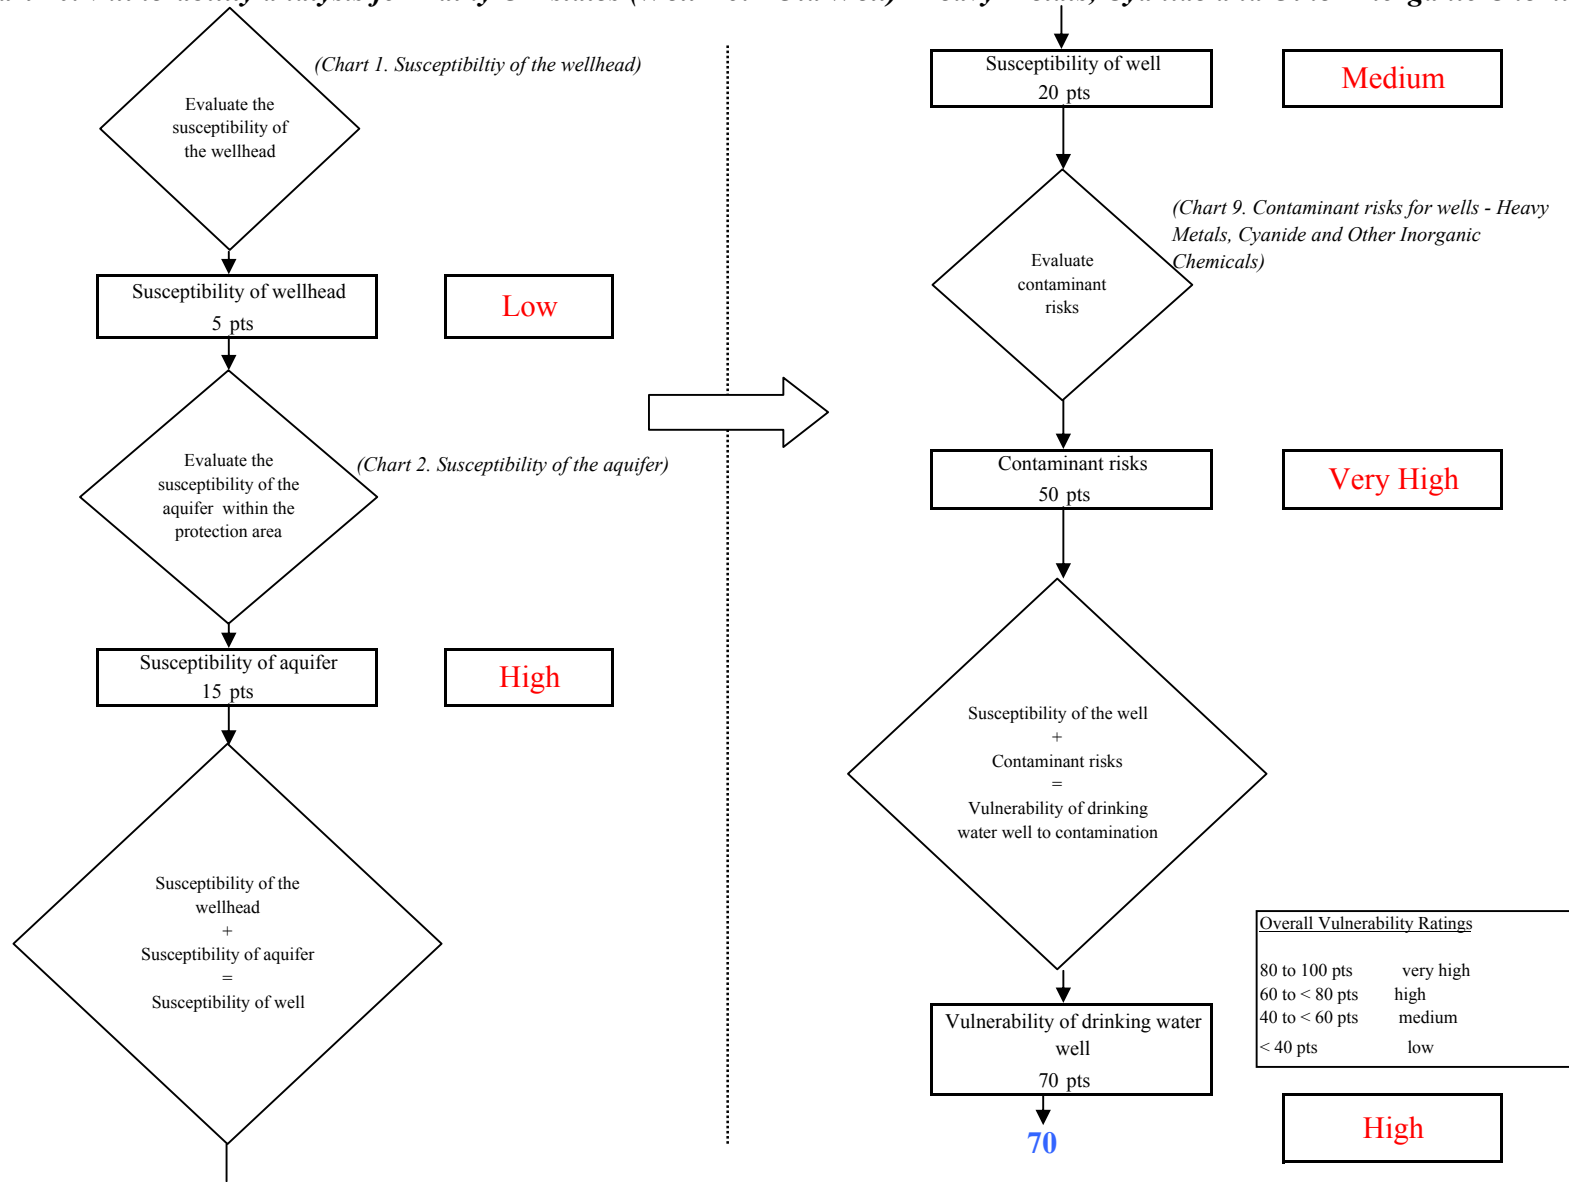 (Chart 1. Susceptibiltiy of the wellhead)
Evaluate the
susceptibility of
the wellhead
Susceptibility of wellhead
5 pts
Low
Evaluate the
susceptibility of the
aquifer within the
protection area
(Chart 2. Susceptibility of the aquifer)
Susceptibility of aquifer
15 pts
High
Susceptibility of the
wellhead
+
Susceptibility of aquifer
=
Susceptibility of well
Susceptibility of well
20 pts
Medium
(Chart 9. Contaminant risks for wells - Heavy
Metals, Cyanide and Other Inorganic
Chemicals)
Evaluate
contaminant
risks
Contaminant risks
50 pts
Very High
Susceptibility of the well
+
Contaminant risks
=
Vulnerability of drinking
water well to contamination
Overall Vulnerability Ratings
80 to 100 pts very high
60 to < 80 pts high
40 to < 60 pts medium
< 40 pts low
Vulnerability of drinking water
well
70 pts
70
High